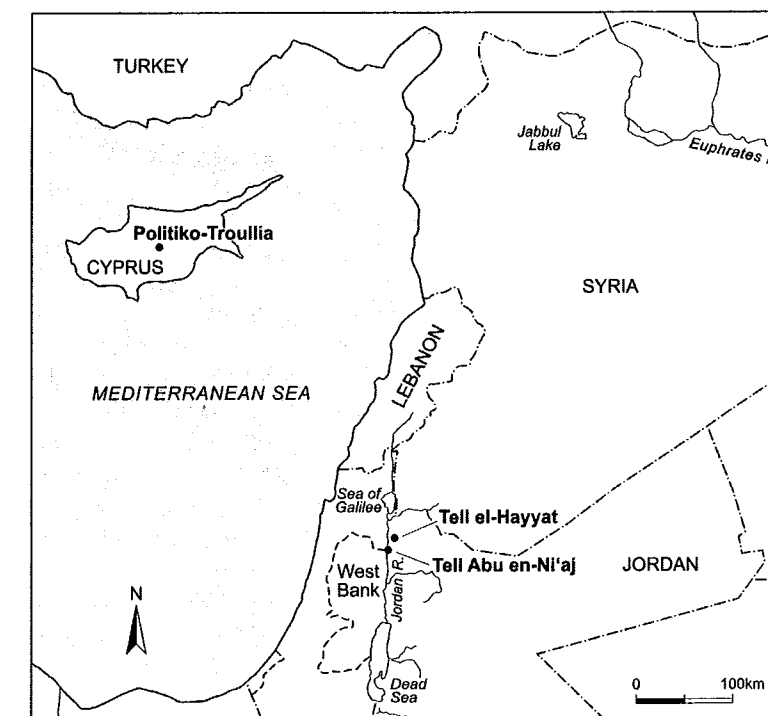 TURKEY
Jabbul
Lake
Euphrates
Politiko-Troullia
CYPRUS
SYRIA
LEBANON
MEDITERRANEAN SEA
Sea of
Galilee
Tell el-Hayyat
Tell Abu en-Ni‘aj
JORDAN
West
Bank
Jordan R.
N
Dead
Sea
0 100km